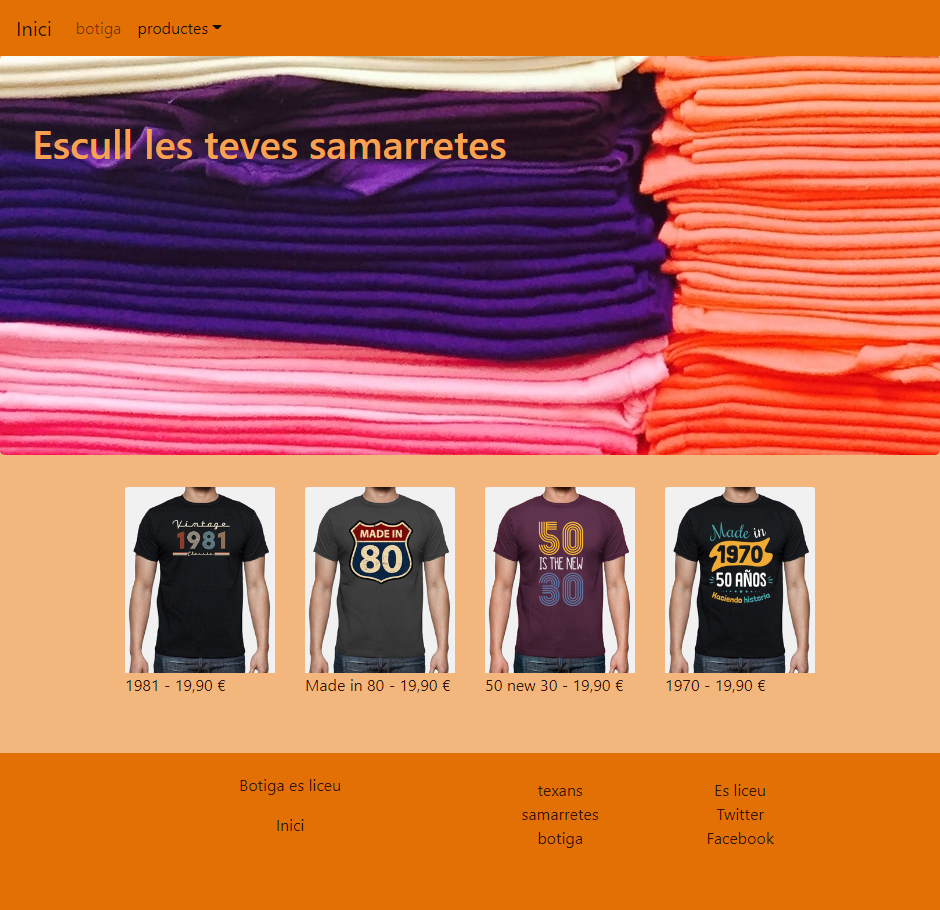 Inici botiga productes
Escull les teves samarretes
Vintage
1981
Classic
MADE IN
80
50
IS THE NEW
30
Made in
1970
50 AÑOS
Haciendo historia
1981 - 19,90 €
Made in 80 - 19,90 €
50 new 30 - 19,90 €
1970 - 19,90 €
Botiga es liceu
Inici
texans
samarretes
botiga
Es liceu
Twitter
Facebook